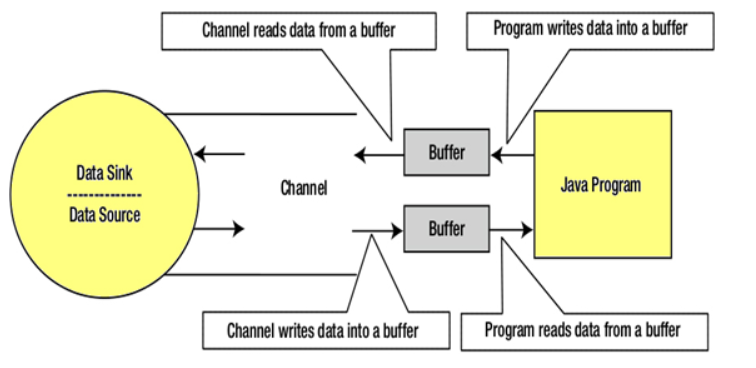 Channel reads data from a buffer
Program writes data into a buffer
Data Sink
--------------
Data Source
Channel
Buffer
Java Program
Buffer
Channel writes data into a buffer
Program reads data from a buffer